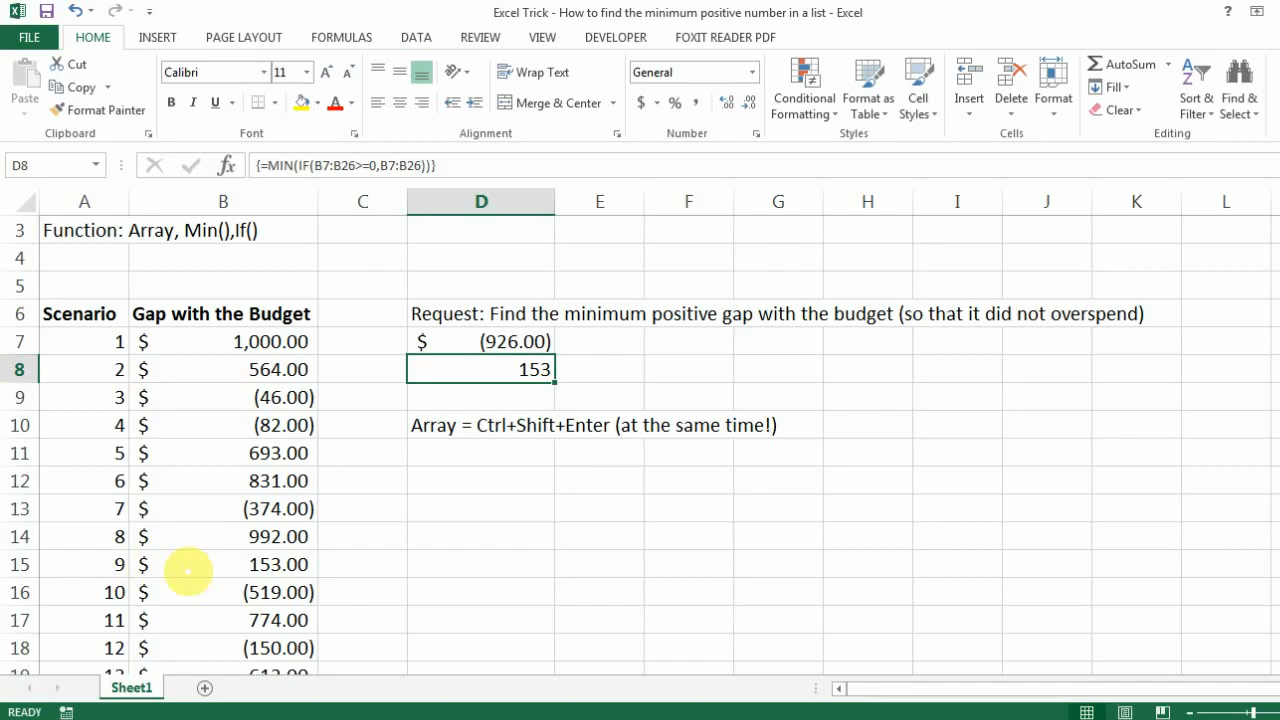 Excel Trick - How to find the minimum positive number in a list - Excel
FILE HOME INSERT PAGE LAYOUT FORMULAS DATA REVIEW VIEW DEVELOPER FOXIT READER PDF
Paste
Cut
Copy
Format Painter
Clipboard
Calibri 11
B I U
Font
Wrap Text
Merge & Center
Alignment
General
$ % ,
Number
Conditional Formatting
Format as Table
Cell Styles
Styles
Insert Delete Format
Cells
AutoSum
Fill
Clear
Sort & Filter
Find & Select
Editing
D8 fx {=MIN(IF(B7:B26>=0,B7:B26))}
A B C D E F G H I J K L
3 Function: Array, Min(),If()
4
5
6 Scenario Gap with the Budget Request: Find the minimum positive gap with the budget (so that it did not overspend)
7 1 $ 1,000.00 $ (926.00)
8 2 $ 564.00 153
9 3 $ (46.00)
10 4 $ (82.00) Array = Ctrl+Shift+Enter (at the same time!)
11 5 $ 693.00
12 6 $ 831.00
13 7 $ (374.00)
14 8 $ 992.00
15 9 $ 153.00
16 10 $ (519.00)
17 11 $ 774.00
18 12 $ (150.00)
Sheet1
READY